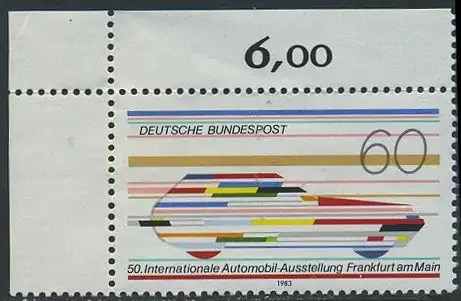 6,00
DEUTSCHE BUNDESPOST
60
50. Internationale Automobil-Ausstellung Frankfurt am Main
1983